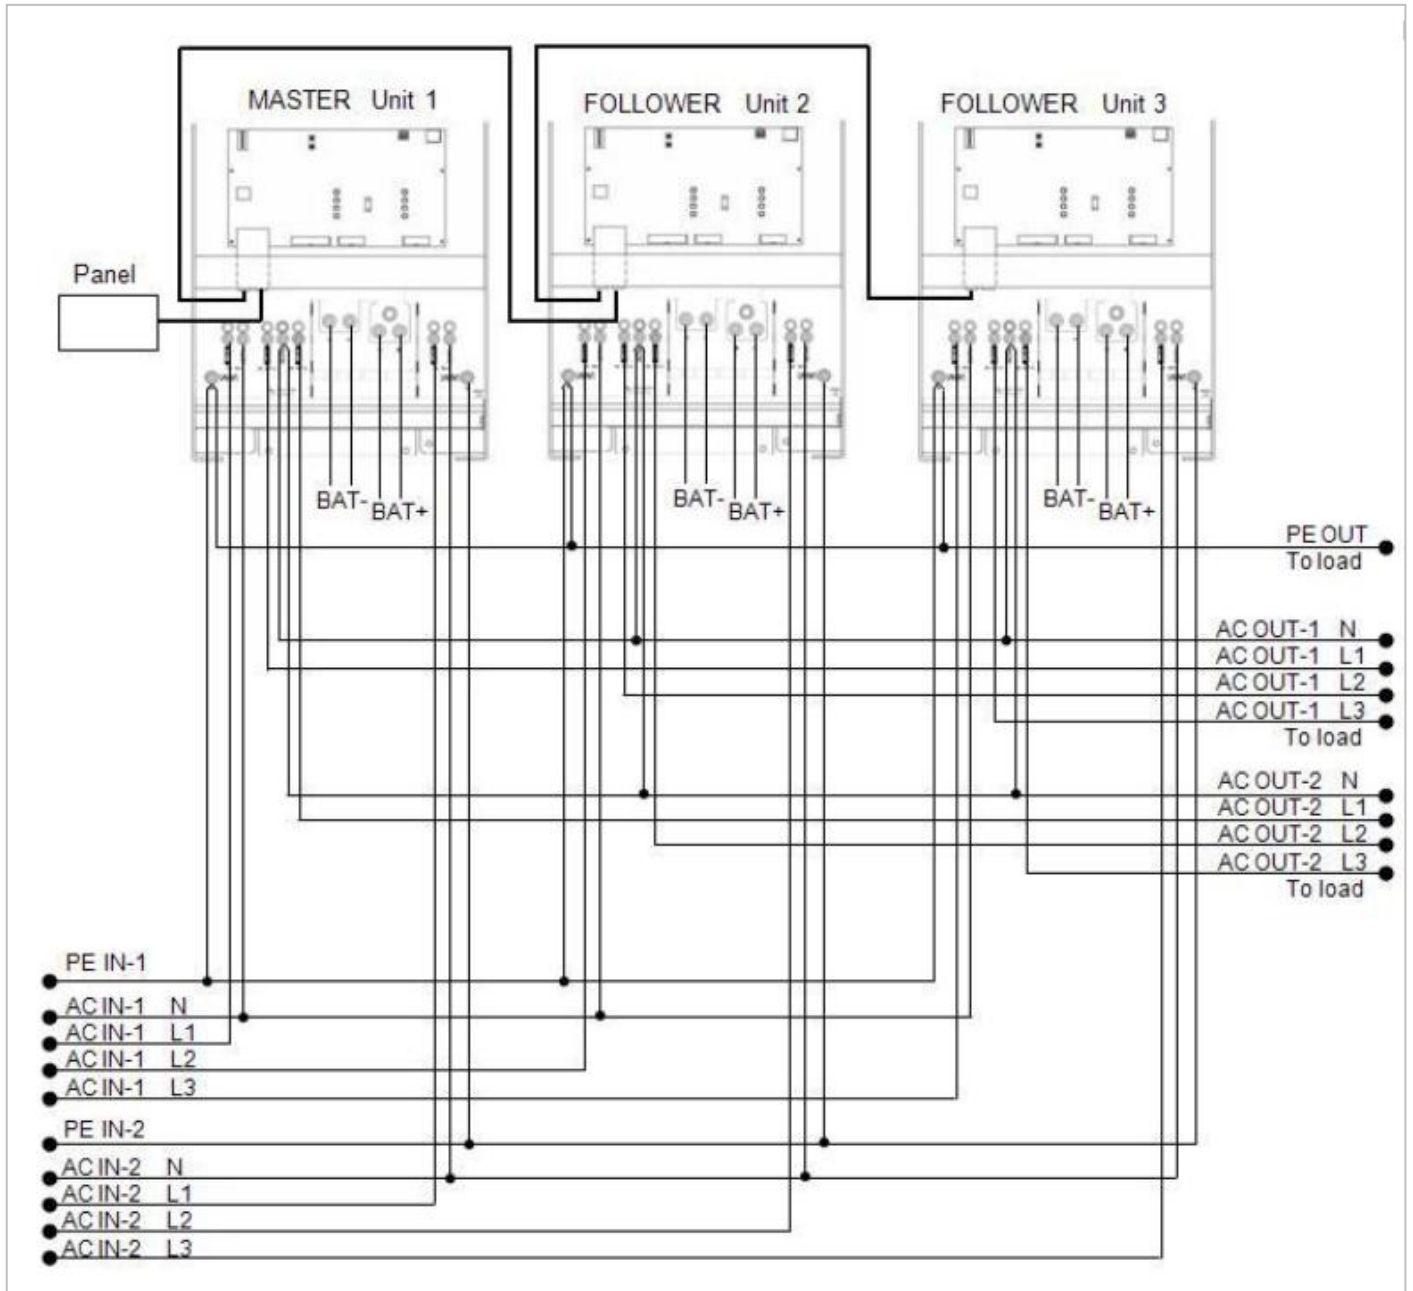 MASTER Unit 1
FOLLOWER Unit 2
FOLLOWER Unit 3
Panel
BAT-
BAT+
BAT-
BAT+
BAT-
BAT+
PE OUT
To load
AC OUT-1 N
AC OUT-1 L1
AC OUT-1 L2
AC OUT-1 L3
To load
AC OUT-2 N
AC OUT-2 L1
AC OUT-2 L2
AC OUT-2 L3
To load
PE IN-1
AC IN-1 N
AC IN-1 L1
AC IN-1 L2
AC IN-1 L3
PE IN-2
AC IN-2 N
AC IN-2 L1
AC IN-2 L2
AC IN-2 L3